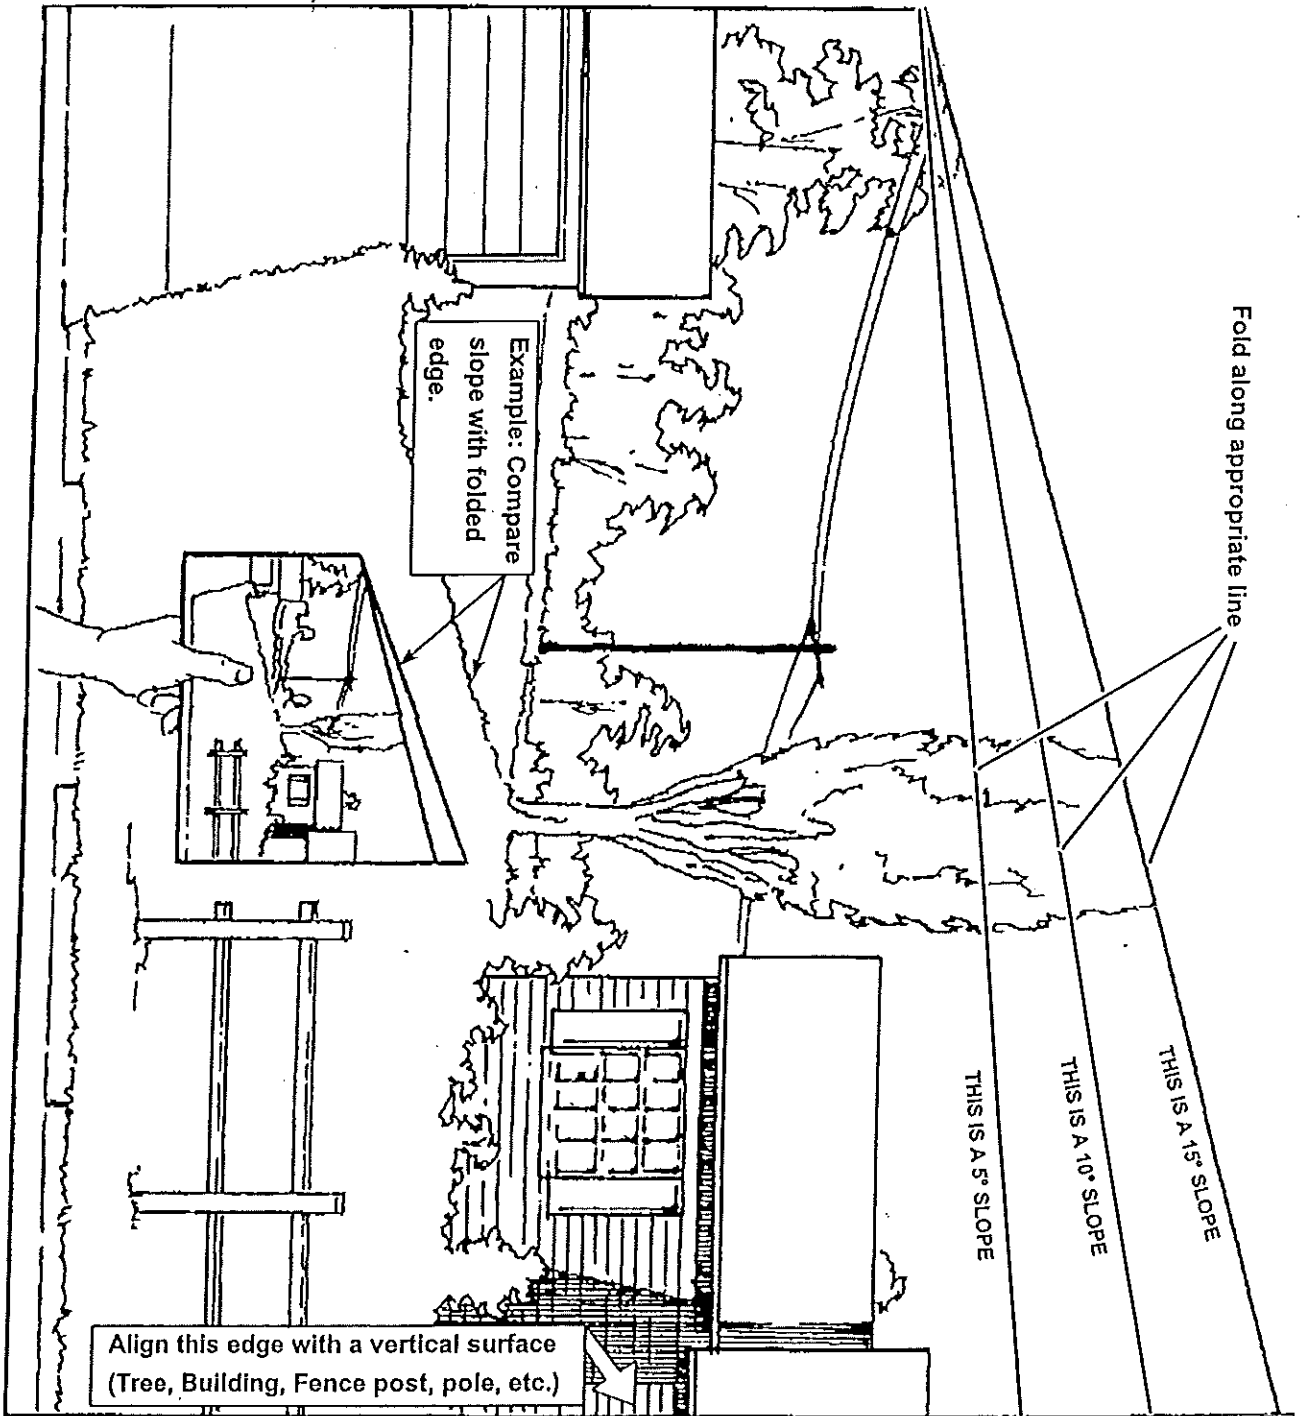 Fold along appropriate line
THIS IS A 15° SLOPE
THIS IS A 10° SLOPE
THIS IS A 5° SLOPE
Example: Compare
slope with folded
edge.
Align this edge with a vertical surface
(Tree, Building, Fence post, pole, etc.)